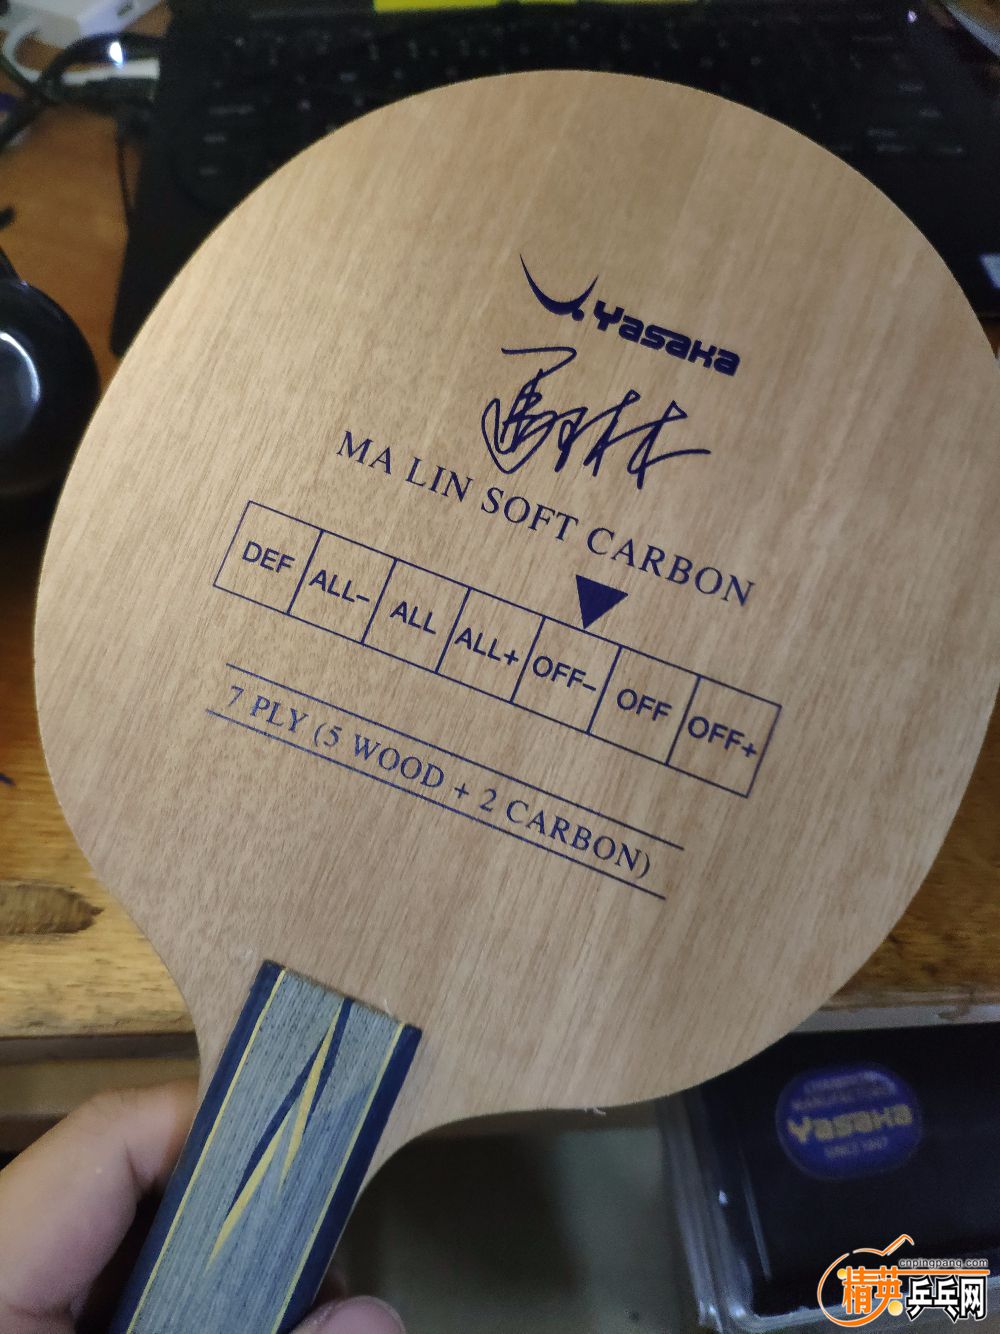 Yasaka
馬林
MA LIN SOFT CARBON
DEF ALL– ALL ALL+ OFF– OFF OFF+
7 PLY (5 WOOD + 2 CARBON)
Yasaka
cnpingpang.com
精英乒乓网